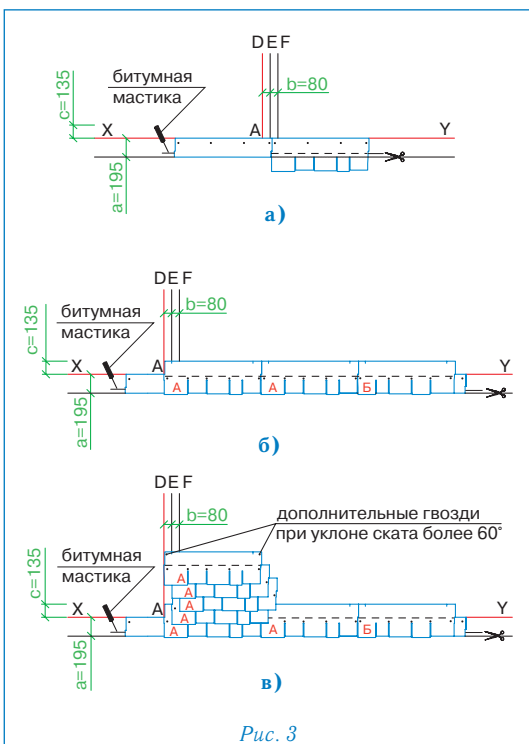 DEF
битумная
мастика
b=80
c=135
X
A
Y
a=195
а)
DEF
битумная
мастика
b=80
c=135
X
A
Y
a=195
А
А
Б
б)
дополнительные гвозди
при уклоне ската более 60°
DEF
b=80
битумная
мастика
c=135
X
A
Y
a=195
А
А
А
А
А
А
Б
в)
Рис. 3